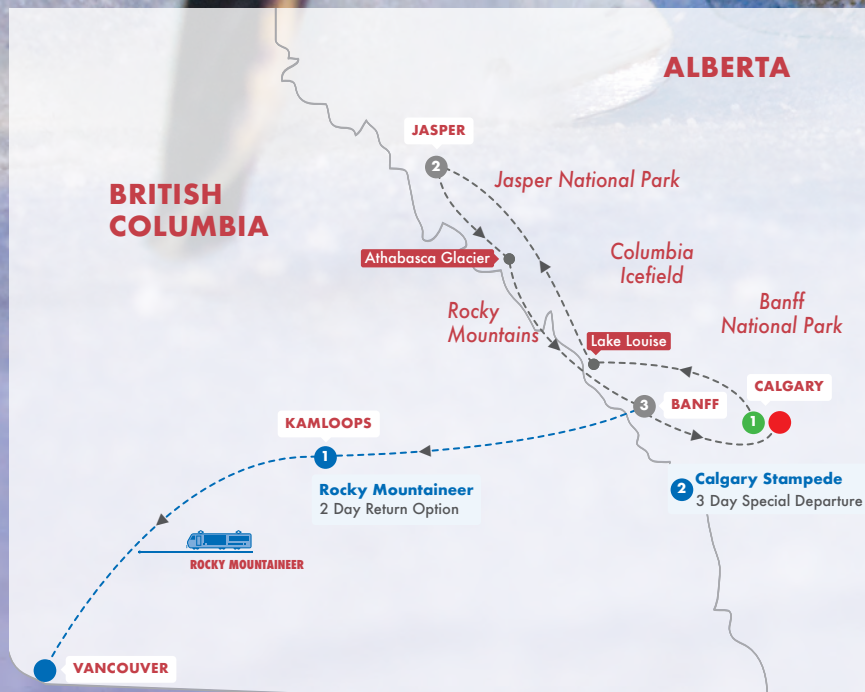 ALBERTA
JASPER
2
Jasper National Park
BRITISH
COLUMBIA
Athabasca Glacier
Columbia
Icefield
Rocky
Mountains
Banff
National Park
Lake Louise
CALGARY
3
BANFF
1
KAMLOOPS
1
Rocky Mountaineer
2 Day Return Option
2
Calgary Stampede
3 Day Special Departure
ROCKY MOUNTAINEER
VANCOUVER